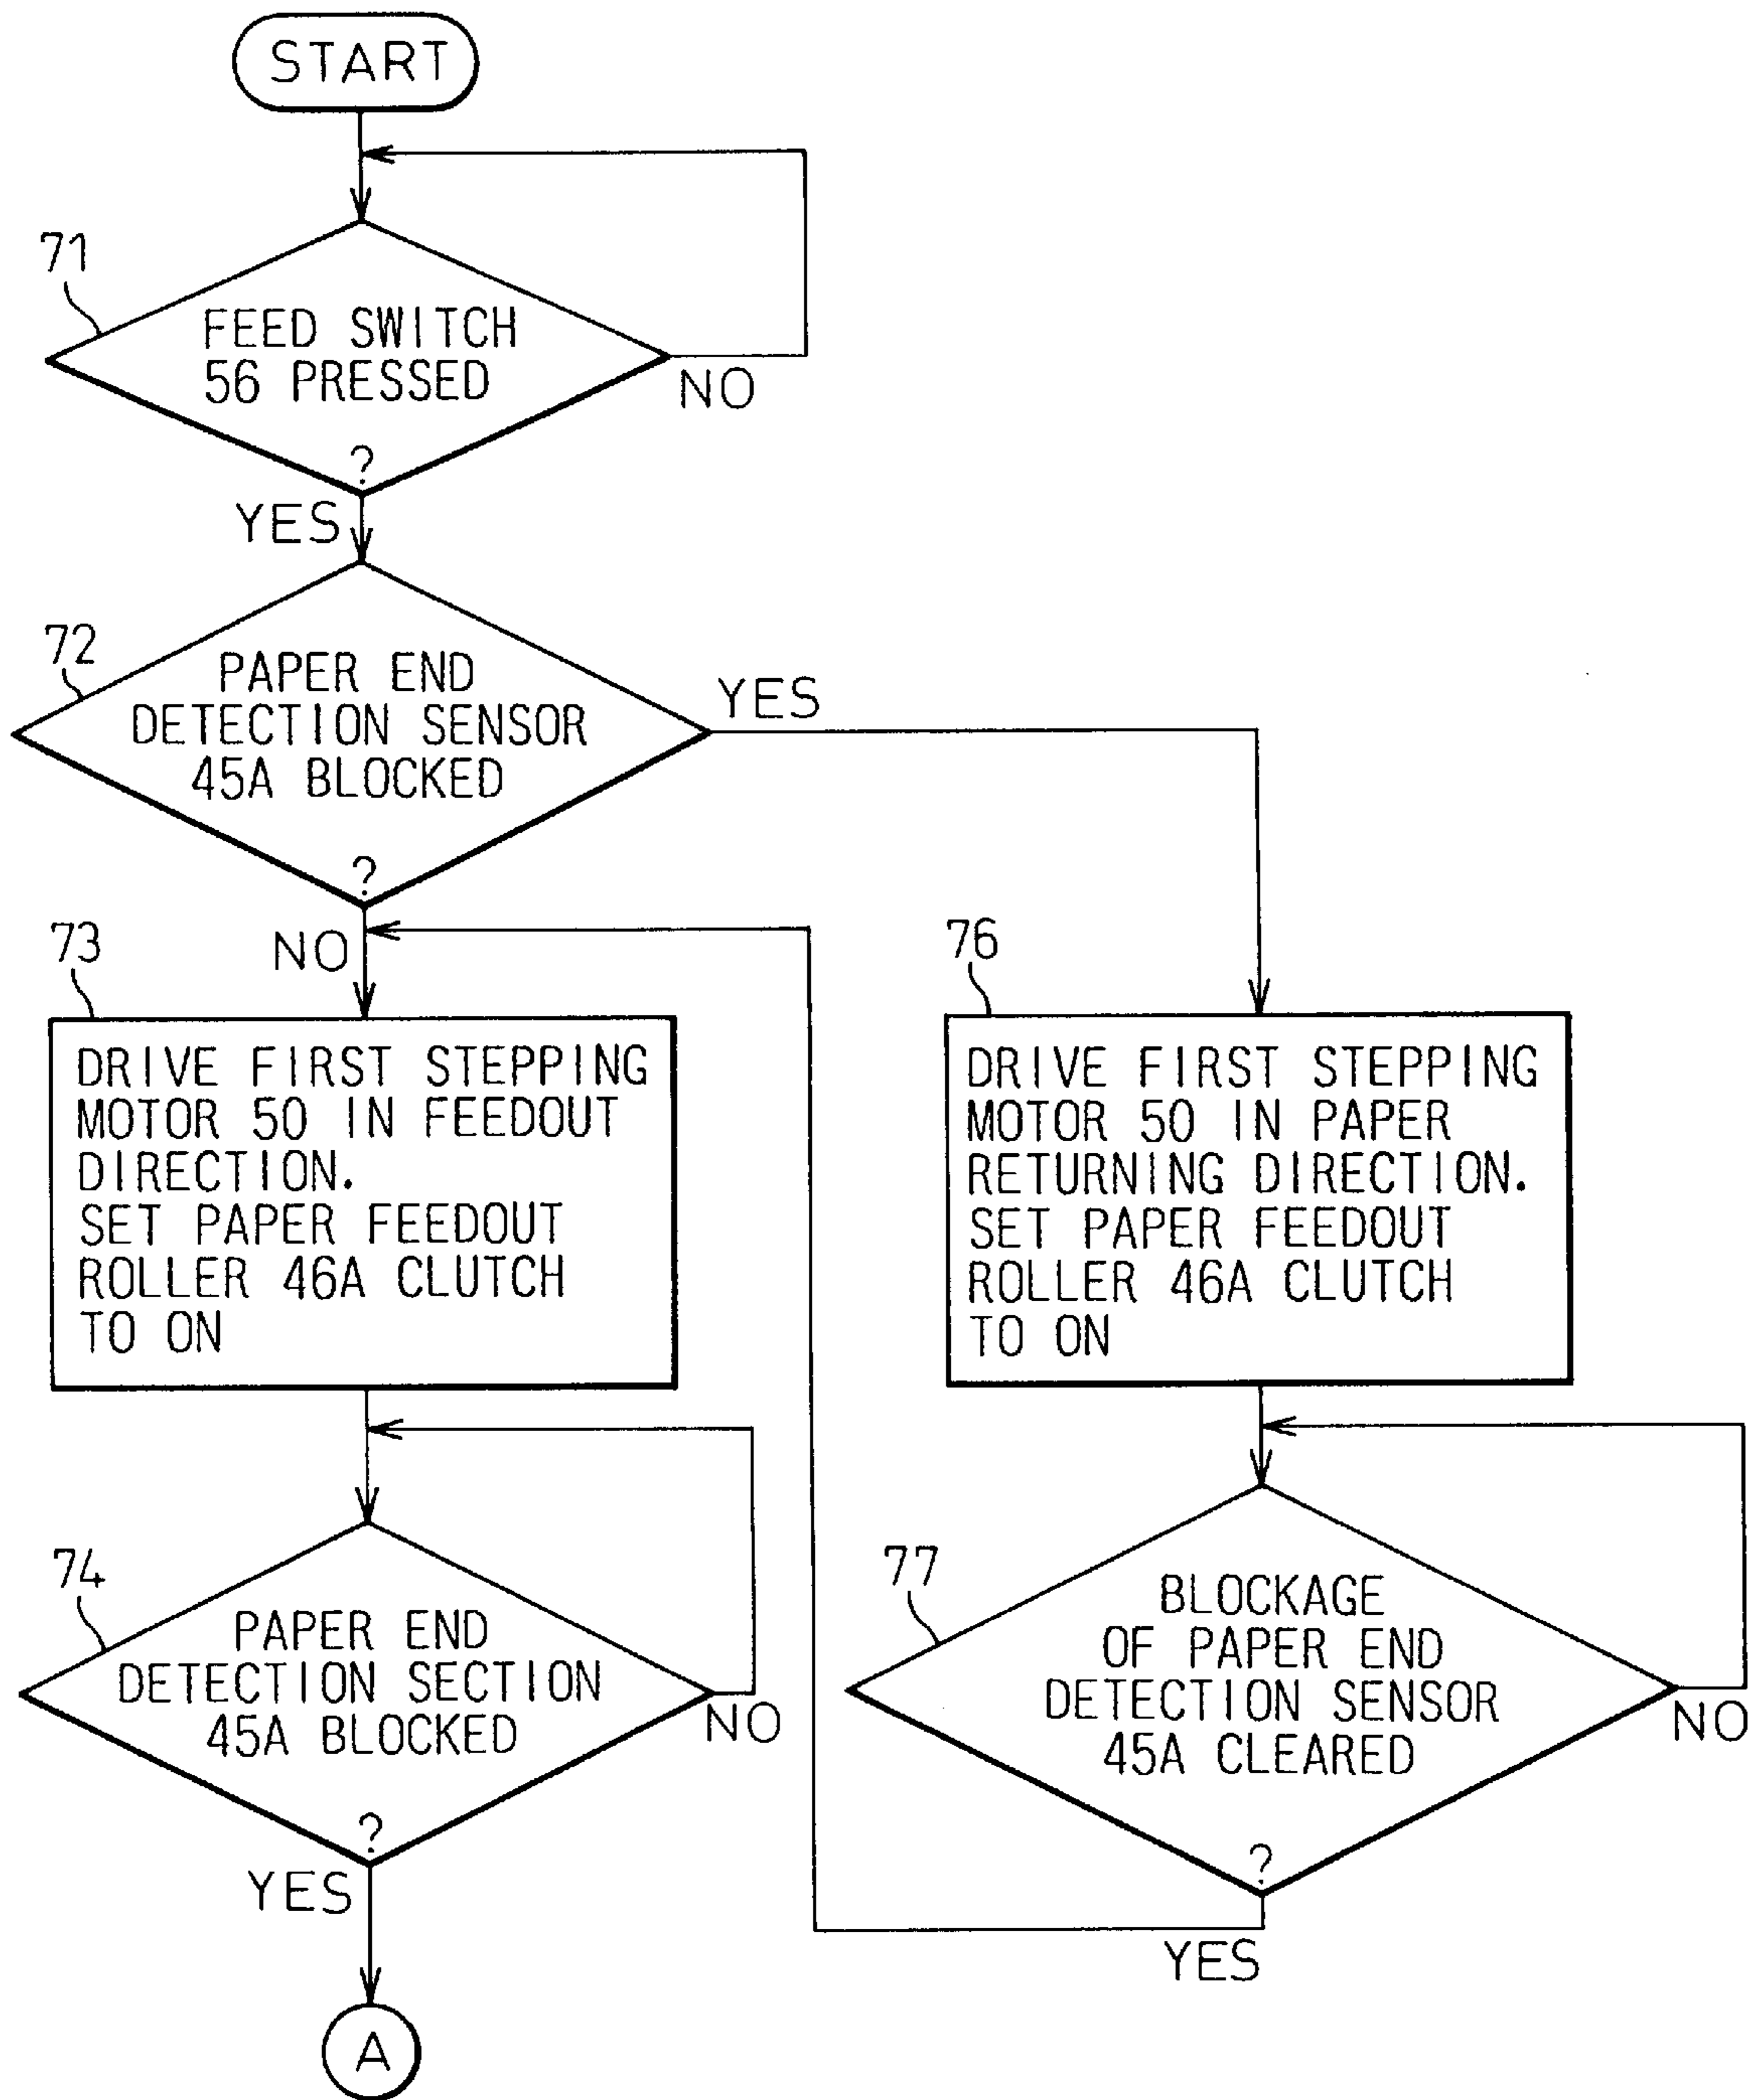 START
71
FEED SWITCH
56 PRESSED
?
NO
YES
72
PAPER END
DETECTION SENSOR
45A BLOCKED
?
YES
NO
73
DRIVE FIRST STEPPING
MOTOR 50 IN FEEDOUT
DIRECTION.
SET PAPER FEEDOUT
ROLLER 46A CLUTCH
TO ON
76
DRIVE FIRST STEPPING
MOTOR 50 IN PAPER
RETURNING DIRECTION.
SET PAPER FEEDOUT
ROLLER 46A CLUTCH
TO ON
74
PAPER END
DETECTION SECTION
45A BLOCKED
?
NO
YES
77
BLOCKAGE
OF PAPER END
DETECTION SENSOR
45A CLEARED
?
NO
YES
A